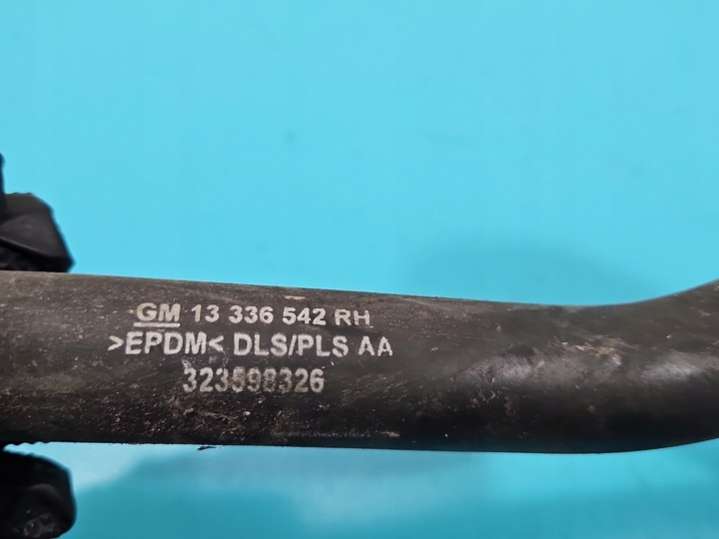 GM 13 336 542 RH
>EPDM< DLS/PLS AA
323598326